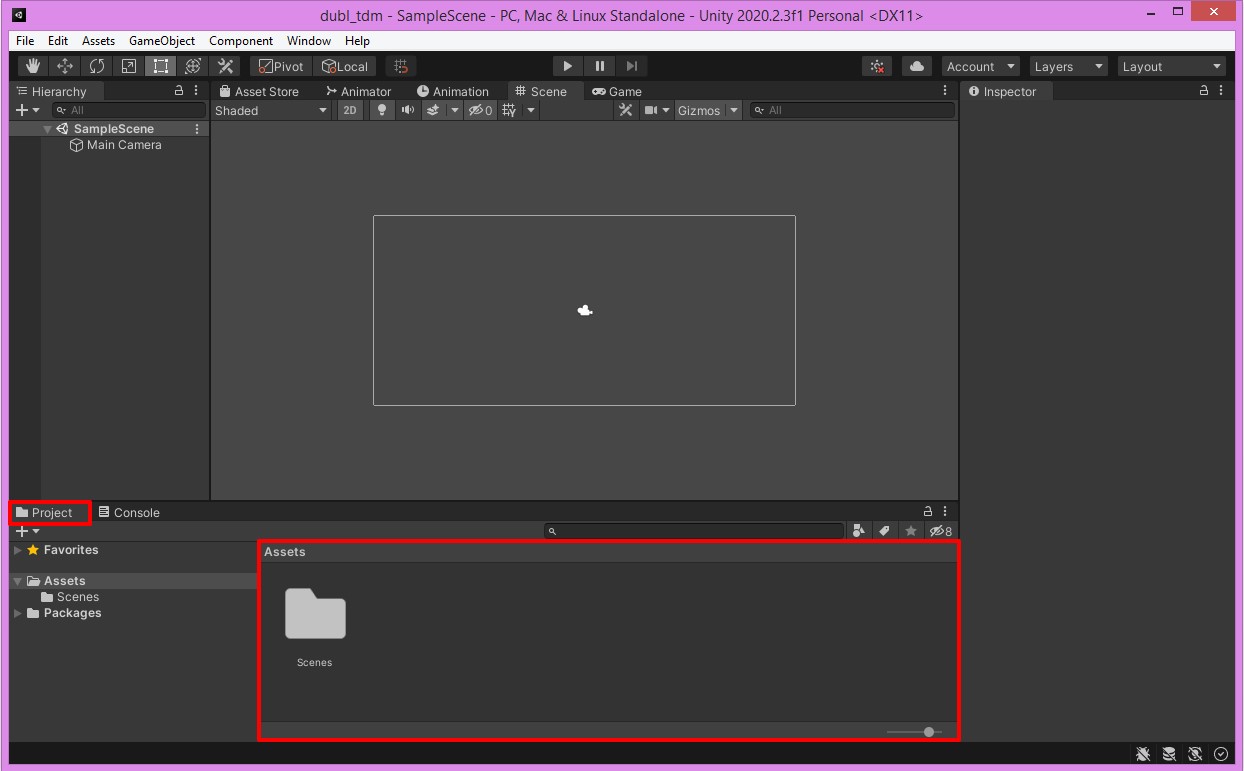 dubl_tdm - SampleScene - PC, Mac & Linux Standalone - Unity 2020.2.3f1 Personal <DX11>
File Edit Assets GameObject Component Window Help
Pivot Local Account Layers Layout
Hierarchy Asset Store Animator Animation Scene Game Inspector
All Shaded 2D 0 Gizmos All
SampleScene
Main Camera
Project Console
8
Favorites
Assets
Assets
Scenes
Packages
Scenes